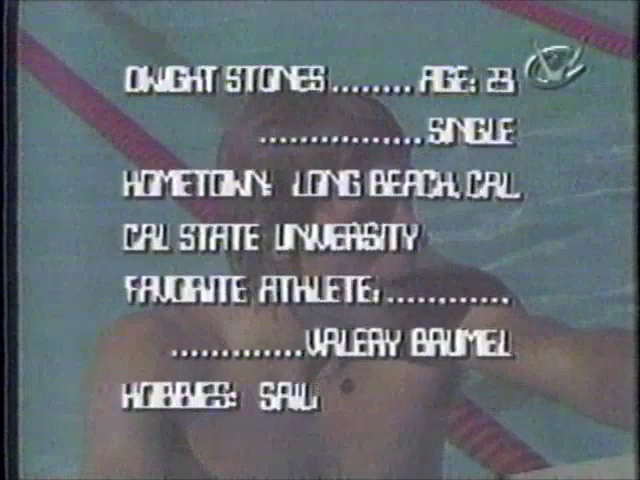 DWIGHT STONES........AGE: 23
................SINGLE
HOMETOWN: LONG BEACH, CAL.
CAL STATE UNIVERSITY
FAVORITE ATHLETE:............
.............VALERY BRUMEL
HOBBIES: SAIL